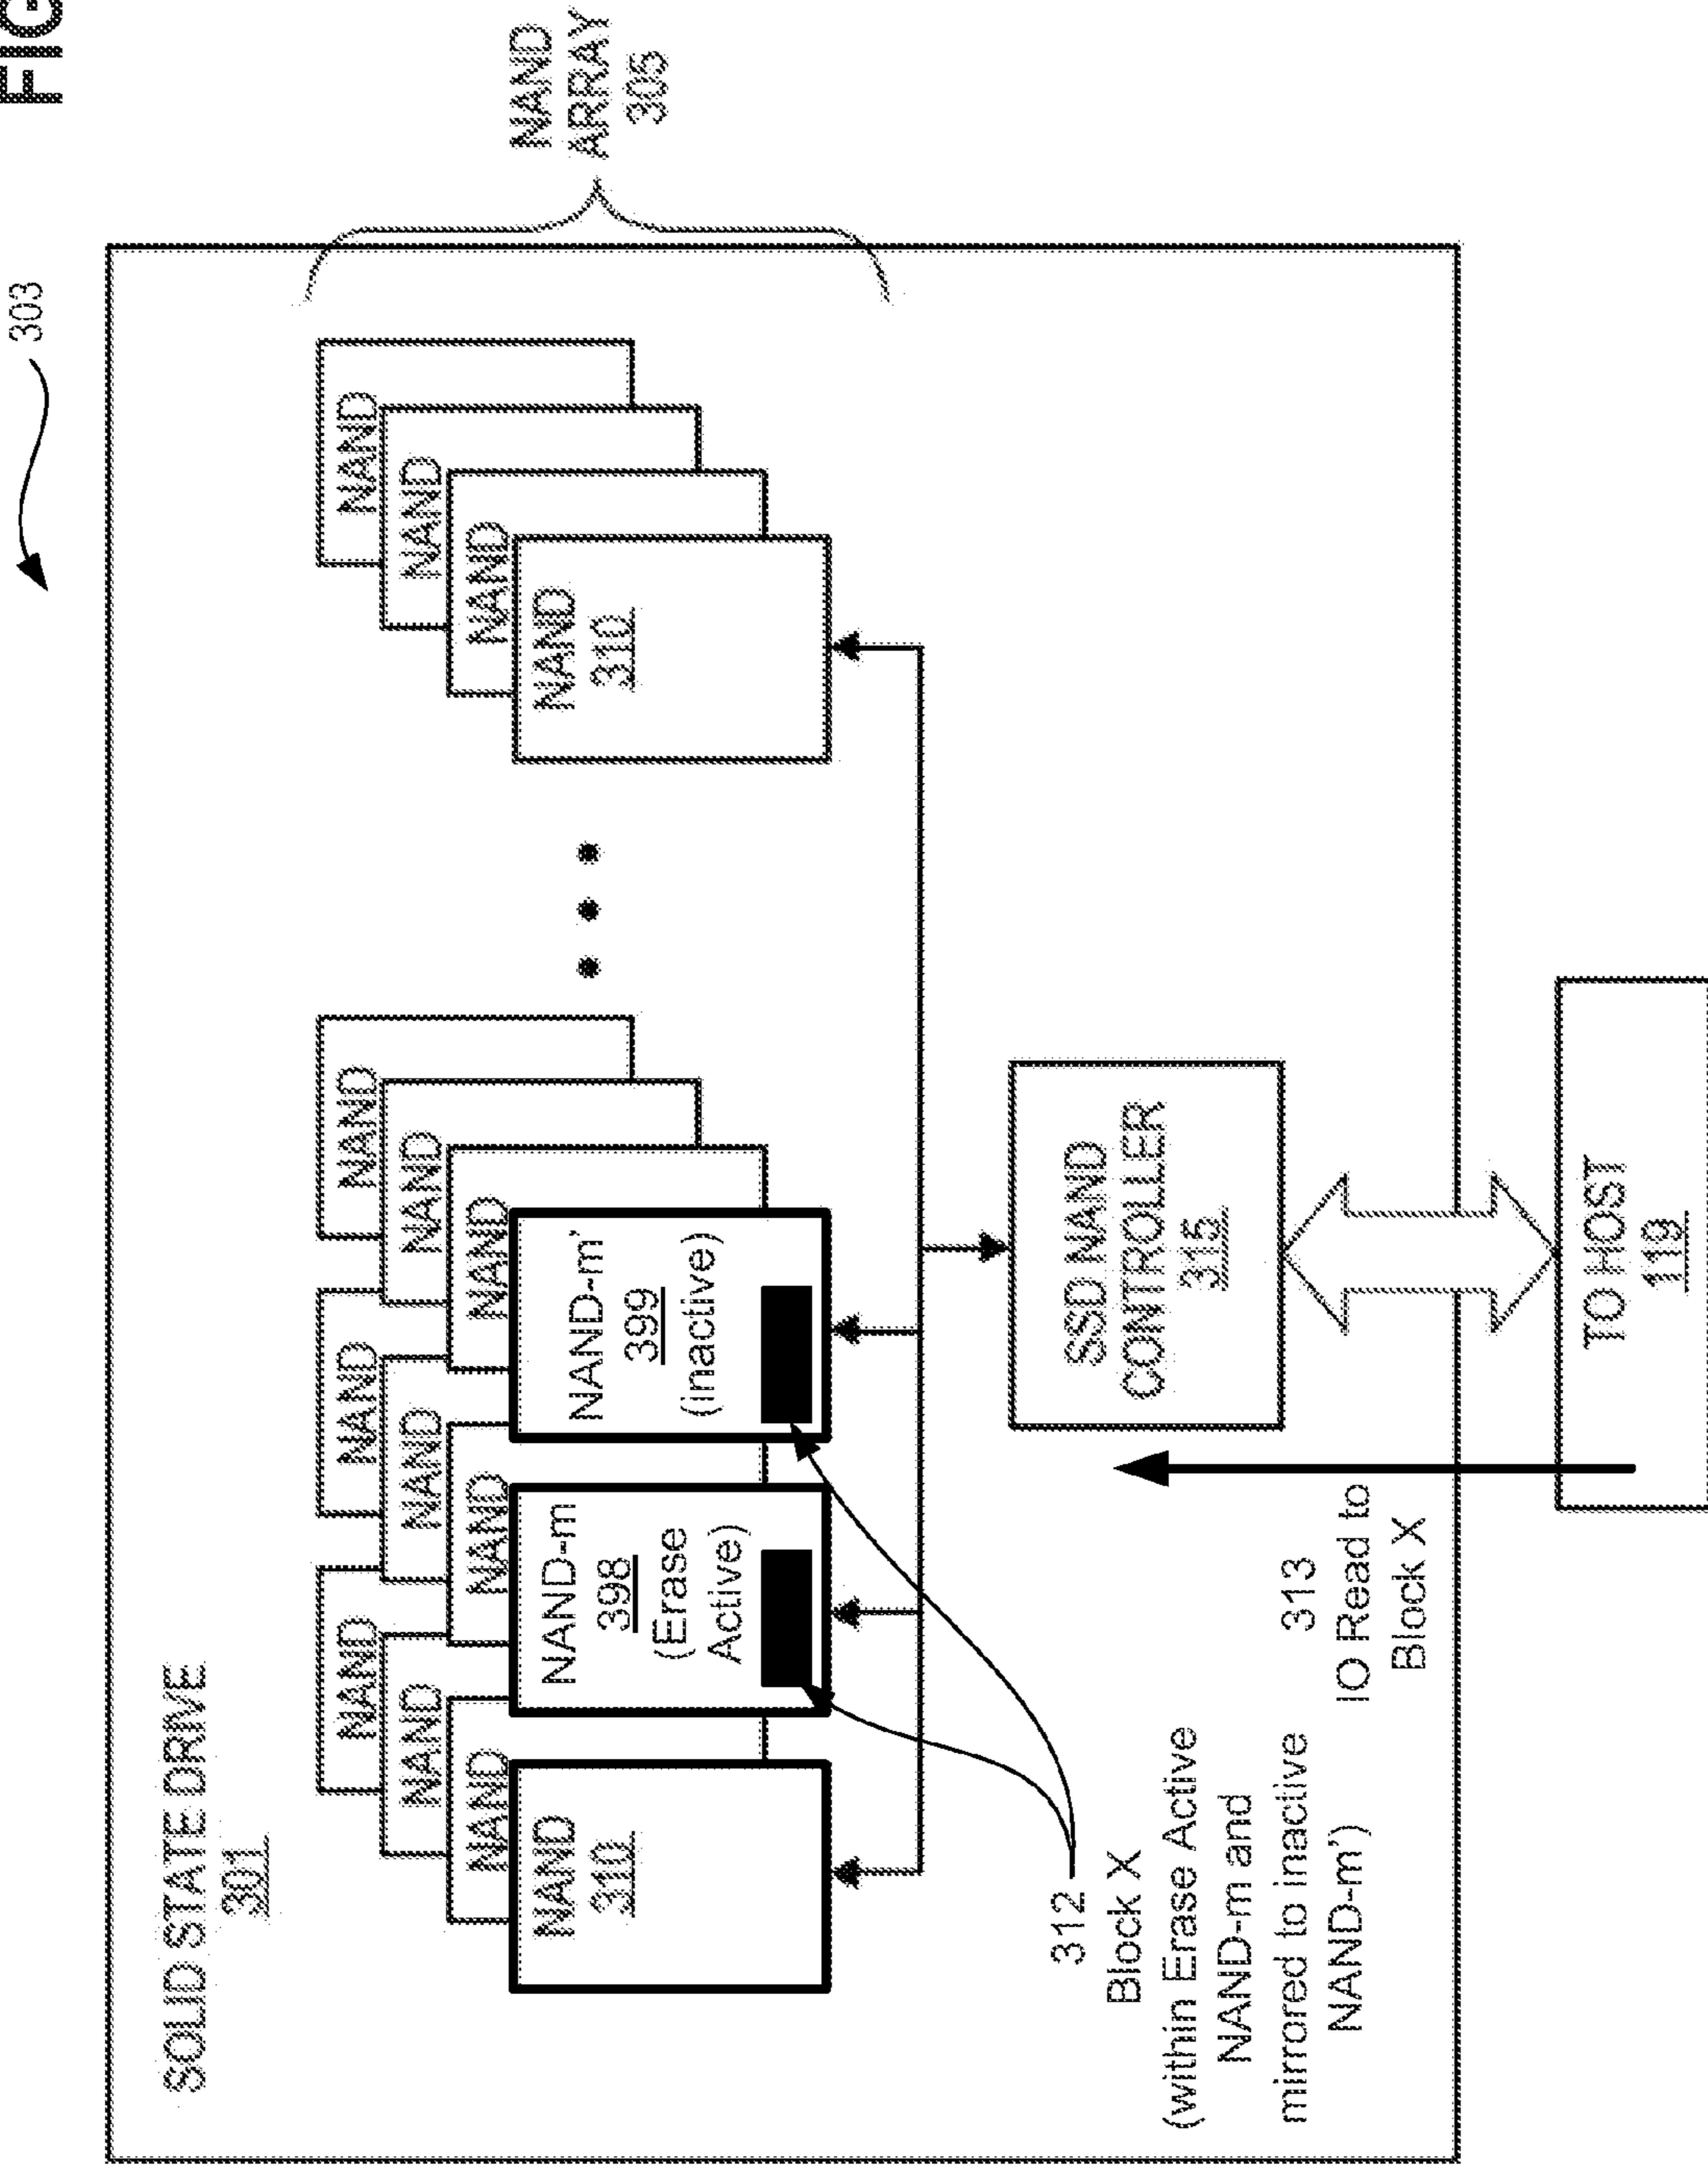 FIG
303
SOLID STATE DRIVE
301
NAND
ARRAY
305
NAND
NAND
NAND
NAND
310
NAND
NAND
NAND
NAND-m
398
(Erase
Active)
NAND
NAND
NAND
NAND-m'
399
(inactive)
NAND
NAND
NAND
NAND
310
312
Block X
(within Erase Active
NAND-m and
mirrored to inactive
NAND-m')
313
IO Read to
Block X
SSD NAND
CONTROLLER
315
TO HOST
119